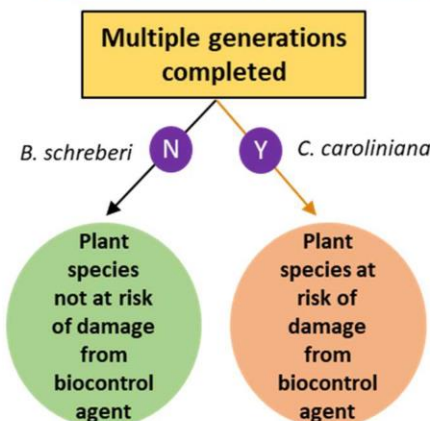 Multiple generations
completed
B. schreberi
N
Y
C. caroliniana
Plant
species
not at risk
of damage
from
biocontrol
agent
Plant
species at
risk of
damage
from
biocontrol
agent